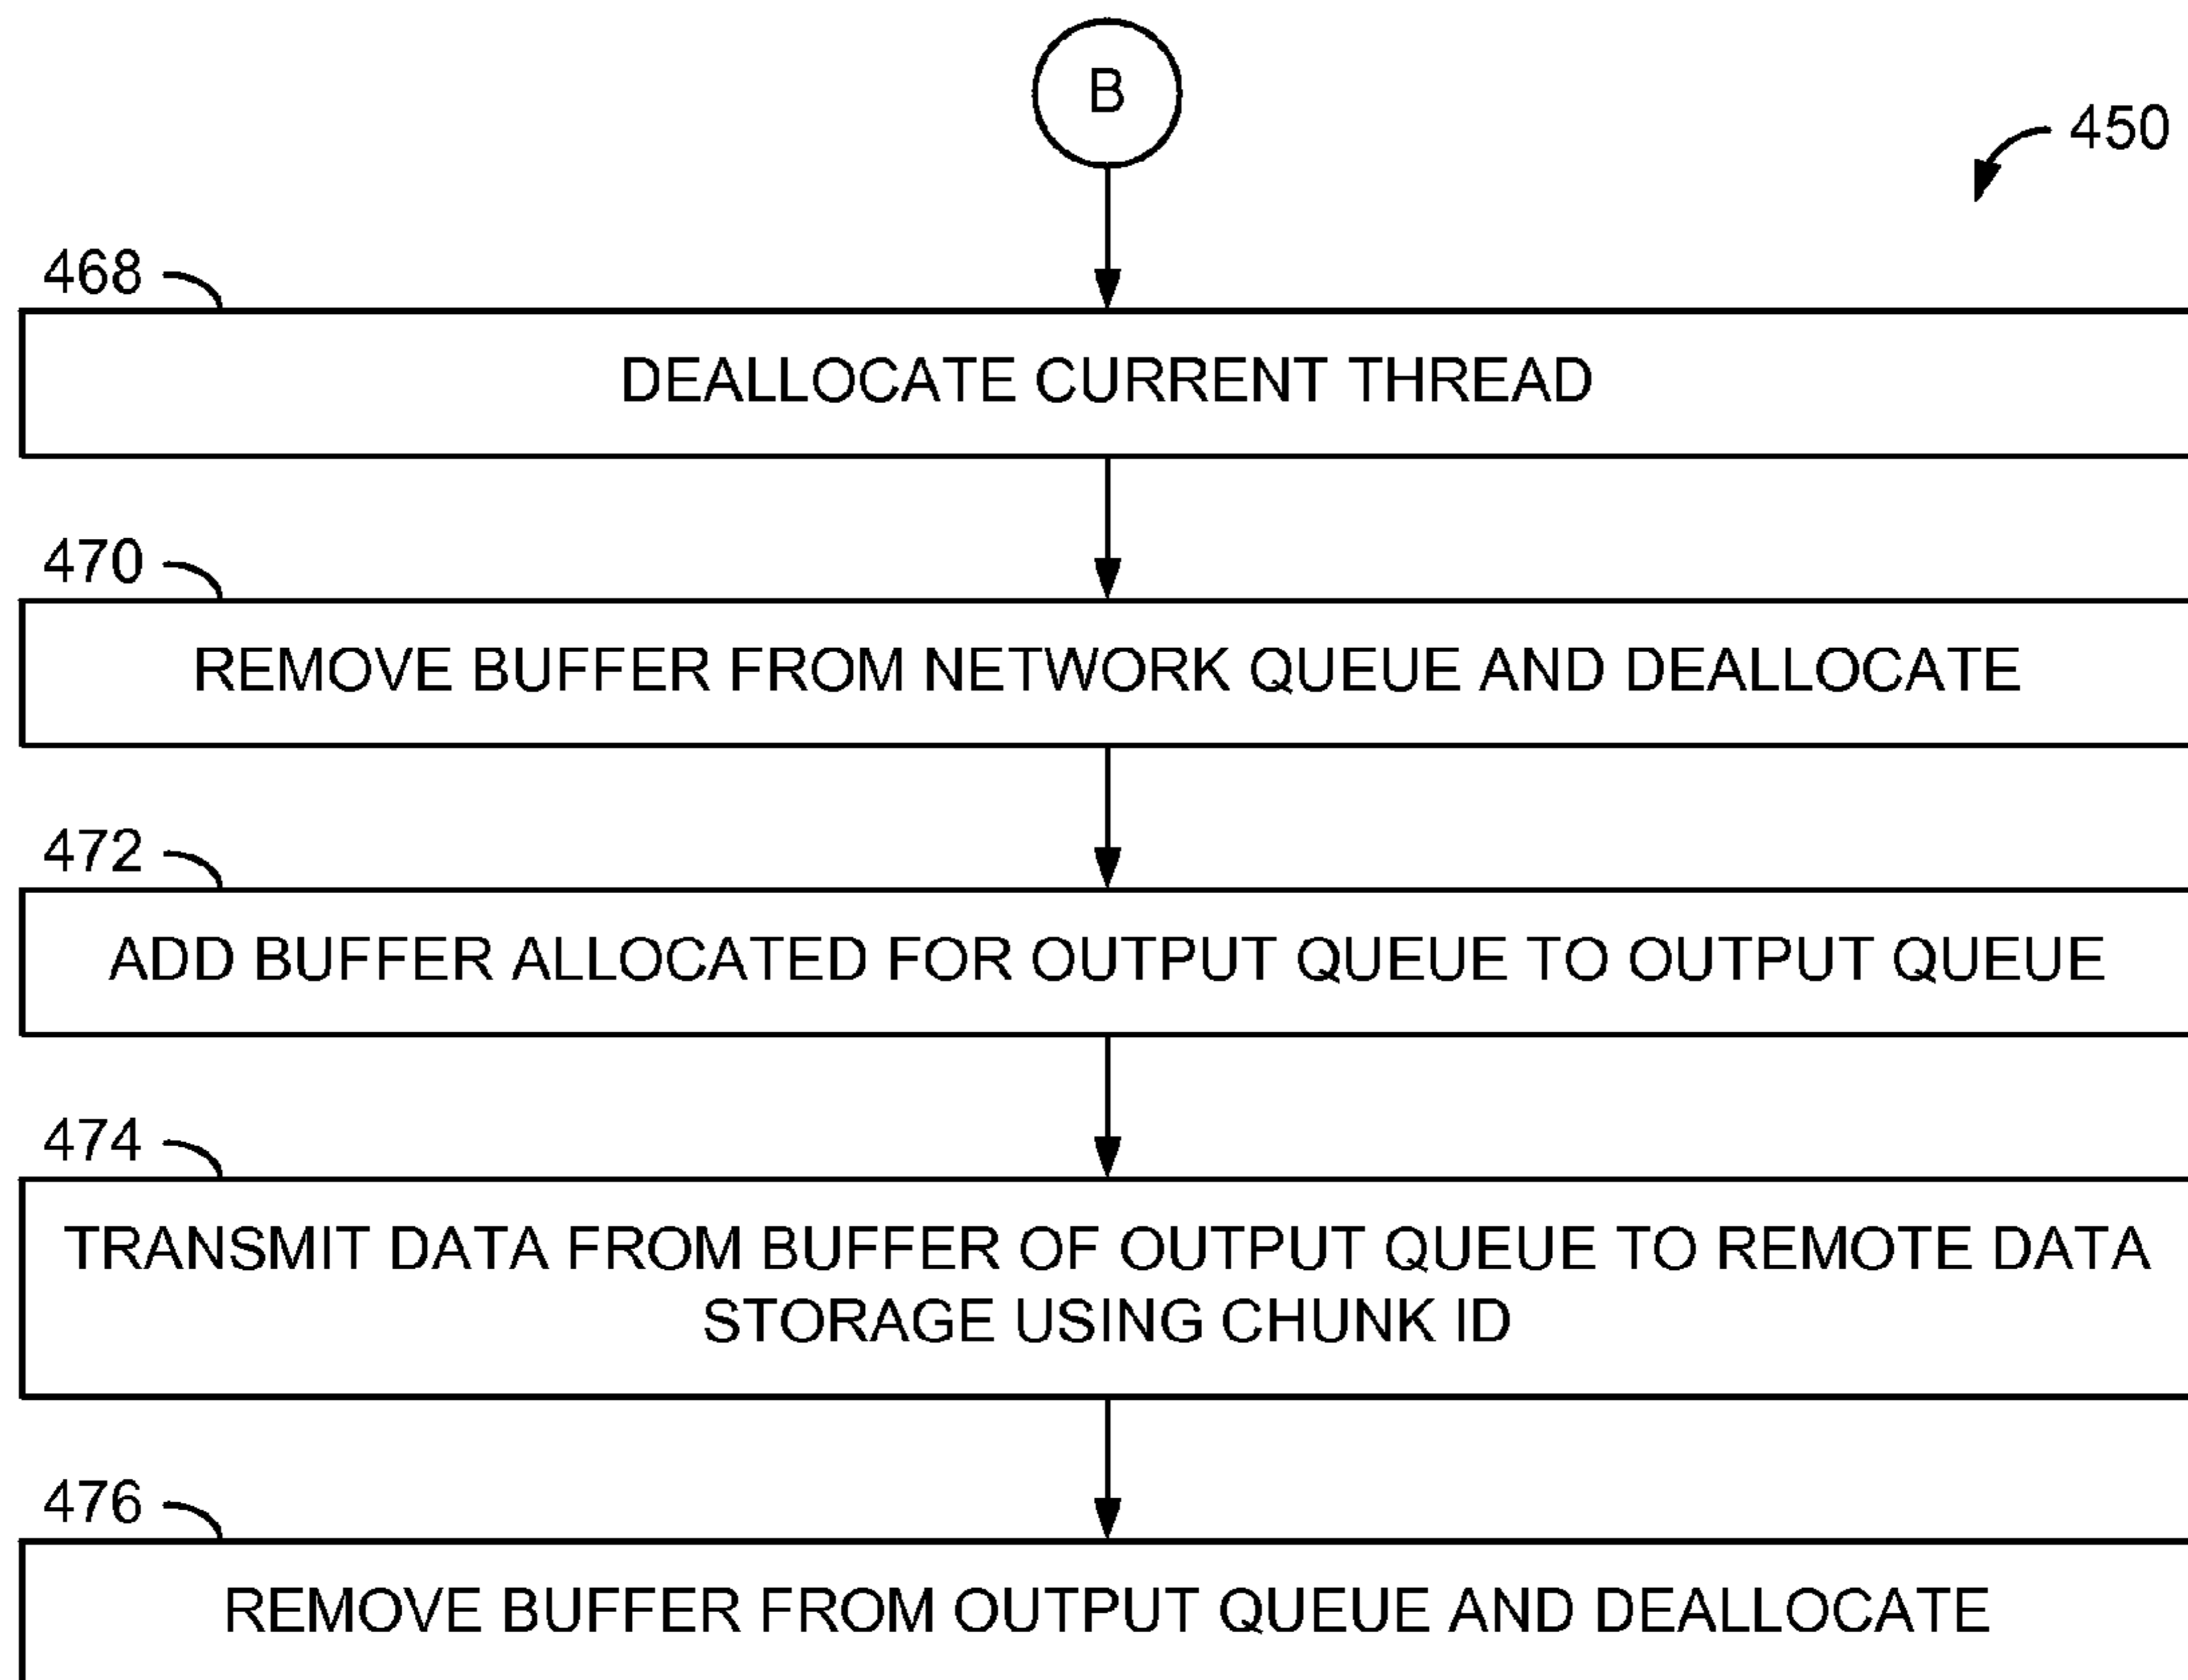 B
450
468
DEALLOCATE CURRENT THREAD
470
REMOVE BUFFER FROM NETWORK QUEUE AND DEALLOCATE
472
ADD BUFFER ALLOCATED FOR OUTPUT QUEUE TO OUTPUT QUEUE
474
TRANSMIT DATA FROM BUFFER OF OUTPUT QUEUE TO REMOTE DATA
STORAGE USING CHUNK ID
476
REMOVE BUFFER FROM OUTPUT QUEUE AND DEALLOCATE